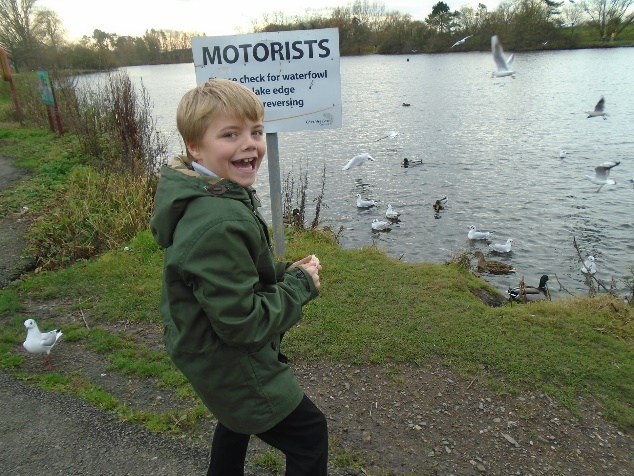 MOTORISTS
check for waterfowl
lake edge
reversing